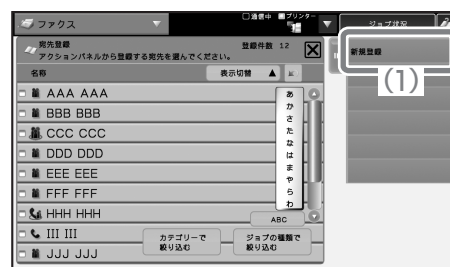 ファクス
通信中
プリンター
使用中
ジョブ状況
宛先登録
アクションパネルから登録する宛先を選んでください。
登録件数 12
名称
表示切替
新規登録
(1)
AAA AAA
BBB BBB
CCC CCC
DDD DDD
EEE EEE
FFF FFF
HHH HHH
III III
JJJ JJJ
あ
か
さ
た
な
は
ま
や
ら
わ
ABC
カテゴリーで
絞り込む
ジョブの種類で
絞り込む